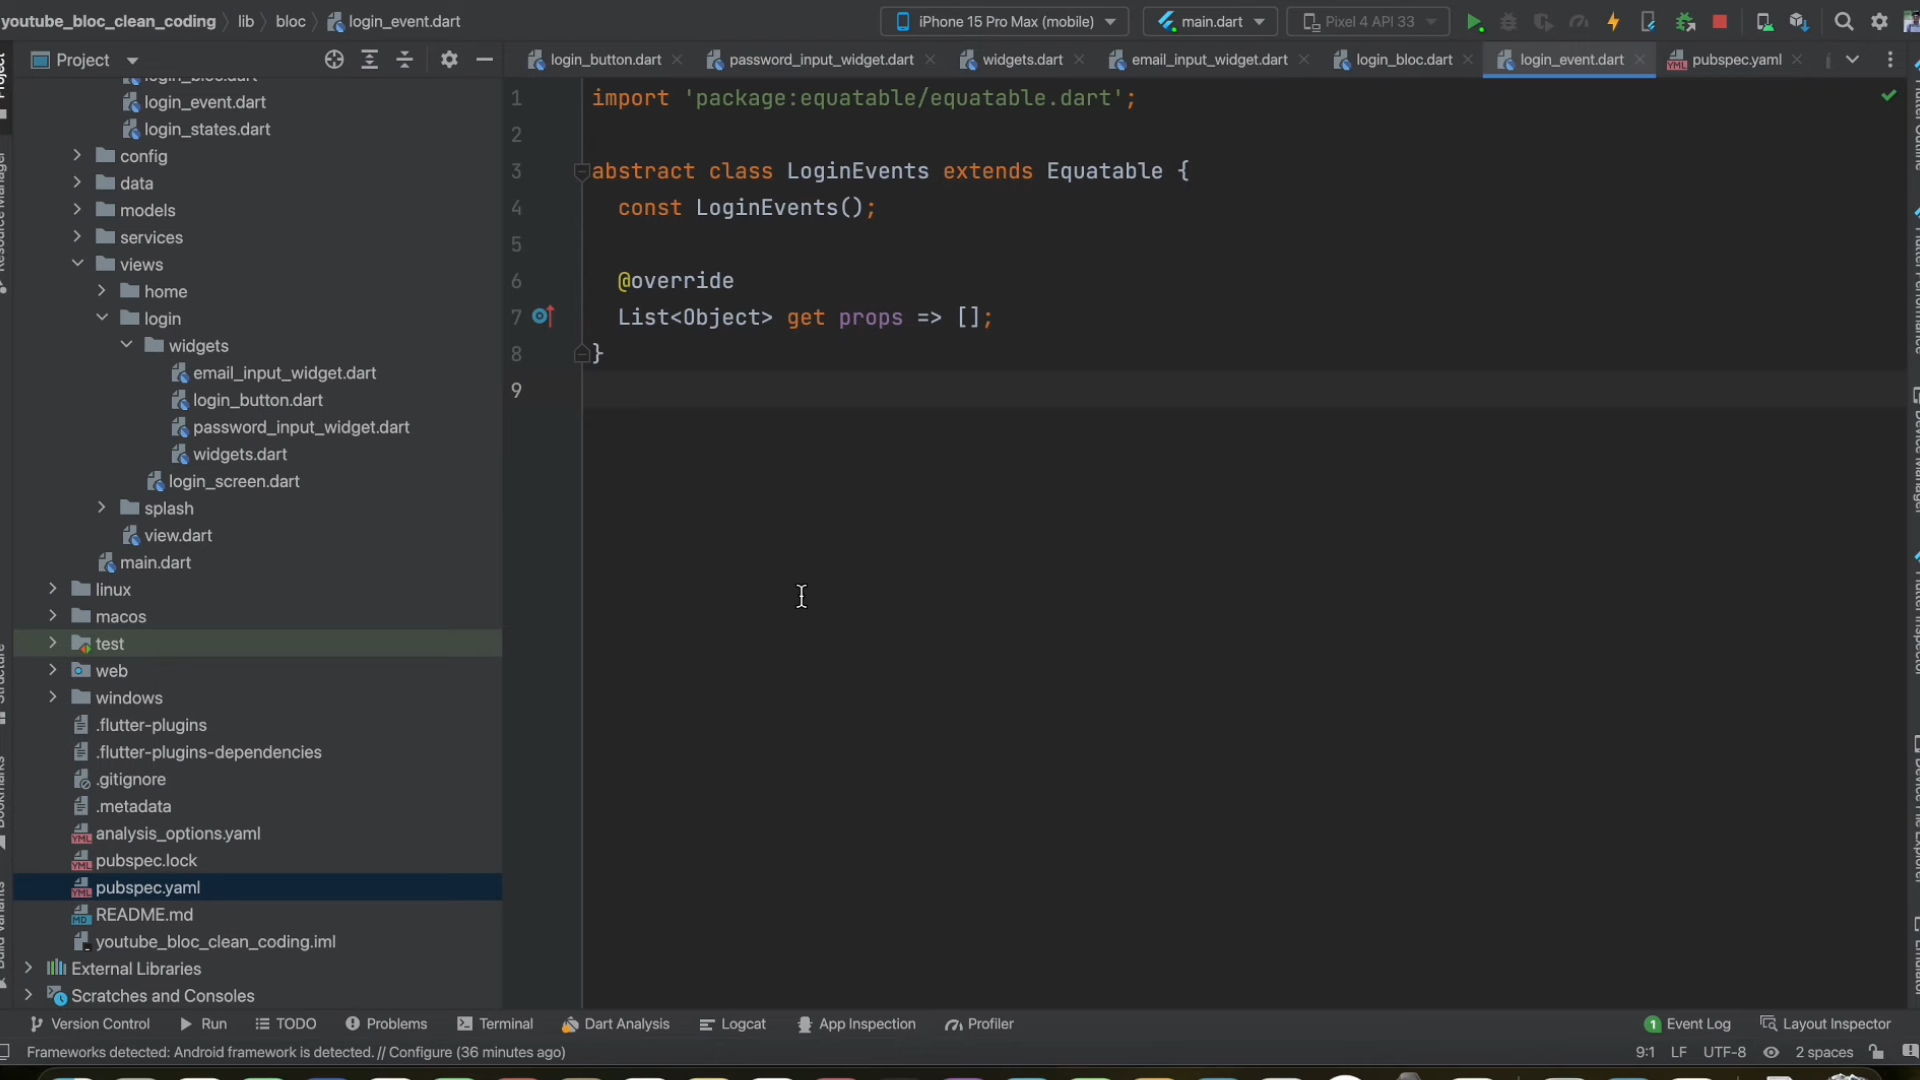 youtube_bloc_clean_coding lib bloc login_event.dart
iPhone 15 Pro Max (mobile) main.dart Pixel 4 API 33
Project
login_button.dart password_input_widget.dart widgets.dart email_input_widget.dart login_bloc.dart login_event.dart pubspec.yaml
login_bloc.dart
login_event.dart
login_states.dart
config
data
models
services
views
home
login
widgets
email_input_widget.dart
login_button.dart
password_input_widget.dart
widgets.dart
login_screen.dart
splash
view.dart
main.dart
linux
macos
test
web
windows
.flutter-plugins
.flutter-plugins-dependencies
.gitignore
.metadata
analysis_options.yaml
pubspec.lock
pubspec.yaml
README.md
youtube_bloc_clean_coding.iml
External Libraries
Scratches and Consoles
1 import 'package:equatable/equatable.dart';
2
3 abstract class LoginEvents extends Equatable {
4 const LoginEvents();
5
6 @override
7 List<Object> get props => [];
8 }
9
Version Control Run TODO Problems Terminal Dart Analysis Logcat App Inspection Profiler 1 Event Log Layout Inspector
Frameworks detected: Android framework is detected. // Configure (36 minutes ago) 9:1 LF UTF-8 2 spaces